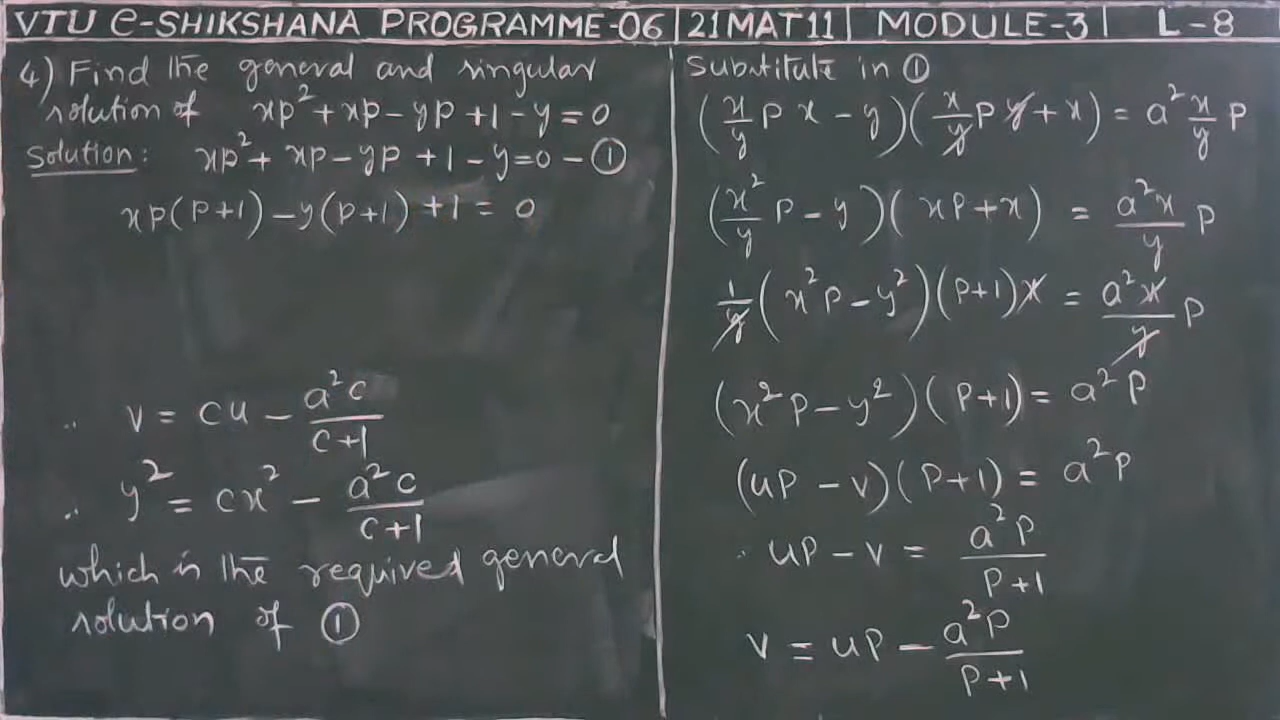 VTU e-SHIKSHANA PROGRAMME-06 | 21MAT11 | MODULE-3 | L-8
4) Find the general and singular
solution of xp² + xp - yp + 1 - y = 0
Solution: xp² + xp - yp + 1 - y = 0 - ①
xp(p+1) - y(p+1) + 1 = 0
∴ v = cu - a²c/(c+1)
∴ y² = cx² - a²c/(c+1)
which is the required general
solution of ①
Substitute in ①
(x/y p x - y)(x/y p y + x) = a² x/y p
(x²/y p - y)(xp + x) = a²x/y p
1/y (x²p - y²)(p+1)x = a²x/y p
(x²p - y²)(p+1) = a²p
(up - v)(p+1) = a²p
∴ up - v = a²p/(p+1)
v = up - a²p/(p+1)